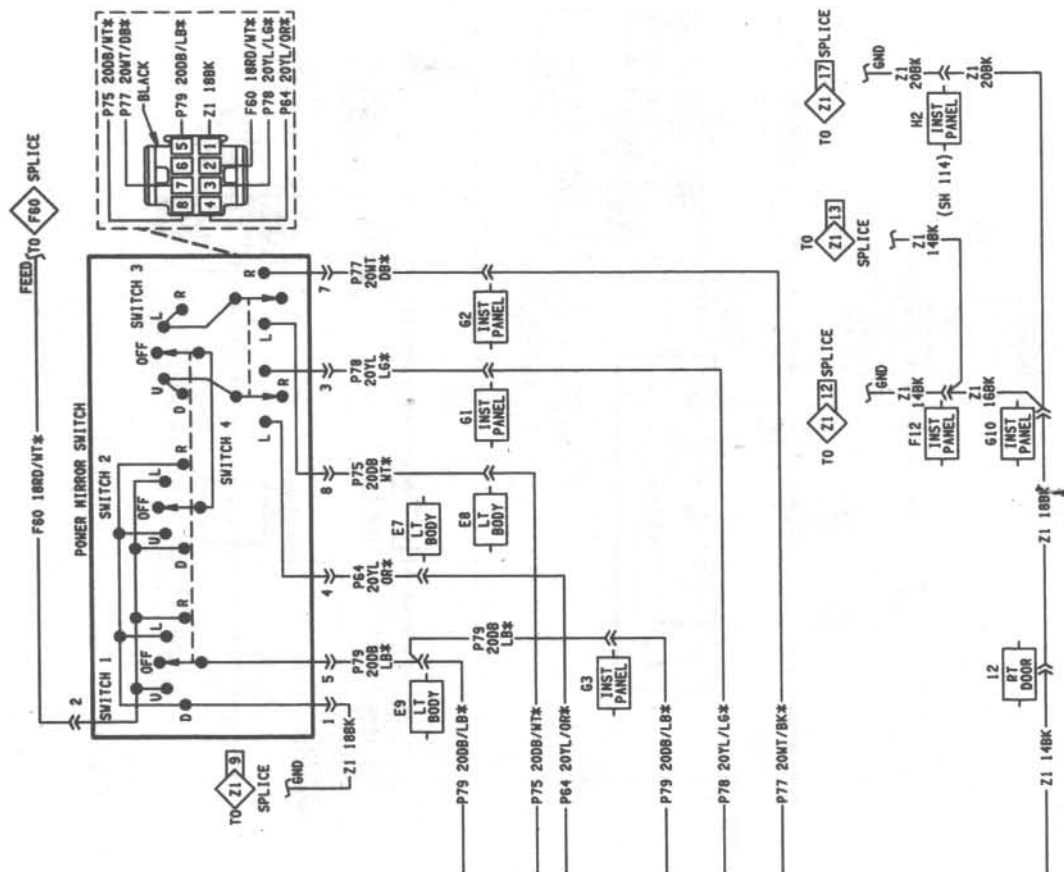 P75 20DB/WT*
P77 20WT/DB*
BLACK
P79 20DB/LB*
Z1 18BK
F60 18RD/WT*
P78 20YL/LG*
P64 20YL/OR*
8 7 6 5
4 3 2 1
FEED
TO F60 SPLICE
F60 18RD/WT*
POWER MIRROR SWITCH
2
SWITCH 1
D
U
OFF
L
R
SWITCH 2
D
U
OFF
L
R
SWITCH 3
D
U
OFF
L
R
SWITCH 4
L
R
L
R
1
5
4
8
3
7
Z1 18BK
GND
TO Z1 9
SPLICE
P79
20DB
LB*
P64
20YL
OR*
P75
20DB
WT*
P78
20YL
LG*
P77
20WT
DB*
E9
LT
BODY
P79
20DB
LB*
E7
LT
BODY
E8
LT
BODY
G1
INST
PANEL
G2
INST
PANEL
G3
INST
PANEL
P79 20DB/LB*
P75 20DB/WT*
P64 20YL/OR*
P79 20DB/LB*
P78 20YL/LG*
P77 20WT/BK*
TO Z1 12 SPLICE
GND
Z1
14BK
F12
INST
PANEL
Z1
16BK
G10
INST
PANEL
TO
Z1 13
SPLICE
Z1
14BK
(SH 114)
TO Z1 17 SPLICE
GND
Z1
20BK
H2
INST
PANEL
Z1
20BK
Z1 18BK
12
RT
DOOR
Z1 14BK